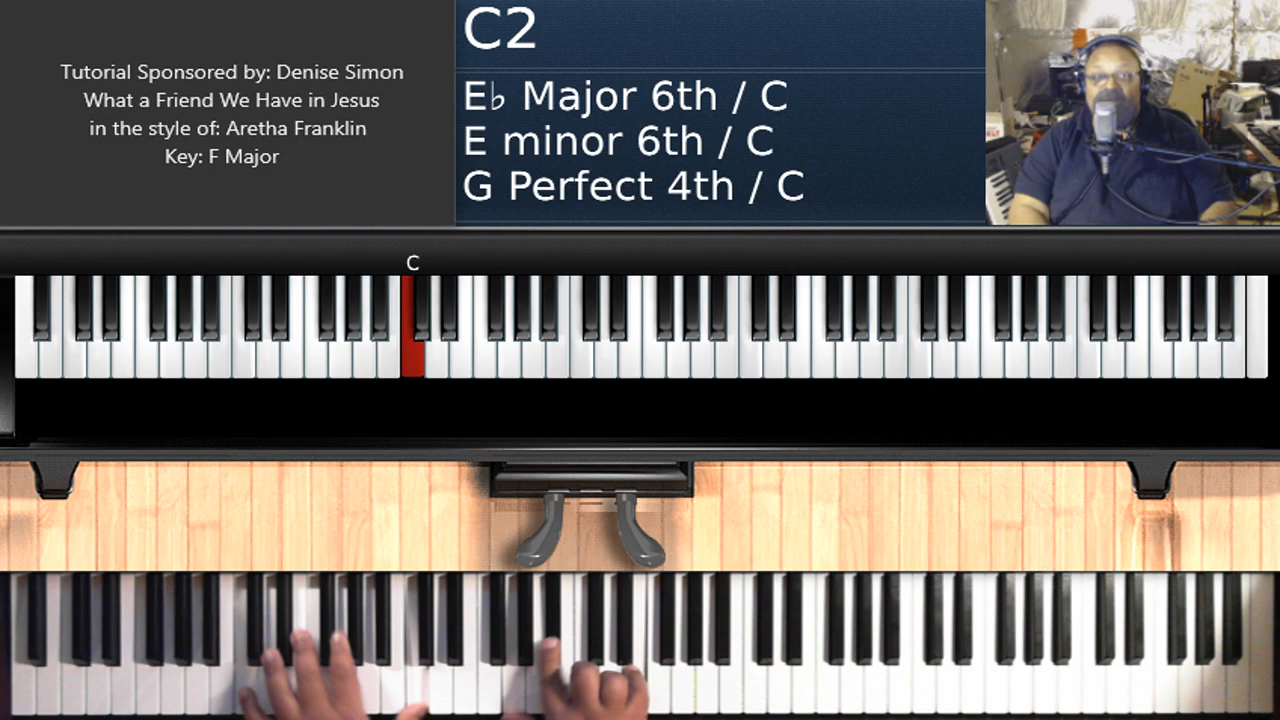 Tutorial Sponsored by: Denise Simon
What a Friend We Have in Jesus
in the style of: Aretha Franklin
Key: F Major
C2
E♭ Major 6th / C
E minor 6th / C
G Perfect 4th / C
C